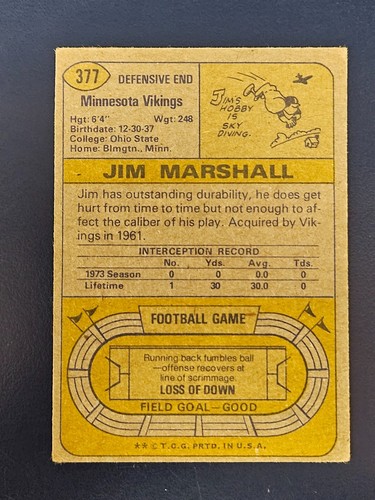 377
DEFENSIVE END
Minnesota Vikings
Hgt: 6'4" Wgt: 248
Birthdate: 12-30-37
College: Ohio State
Home: Blmgtn., Minn.
JIM'S
HOBBY
IS
SKY
DIVING.
JIM MARSHALL
Jim has outstanding durability, he does get
hurt from time to time but not enough to af-
fect the caliber of his play. Acquired by Vik-
ings in 1961.
INTERCEPTION RECORD
No. Yds. Avg. Tds.
1973 Season 0 0 0.0 0
Lifetime 1 30 30.0 0
FOOTBALL GAME
Running back fumbles ball
—offense recovers at
line of scrimmage.
LOSS OF DOWN
FIELD GOAL—GOOD
** © T.C.G. PRTD. IN U.S.A.